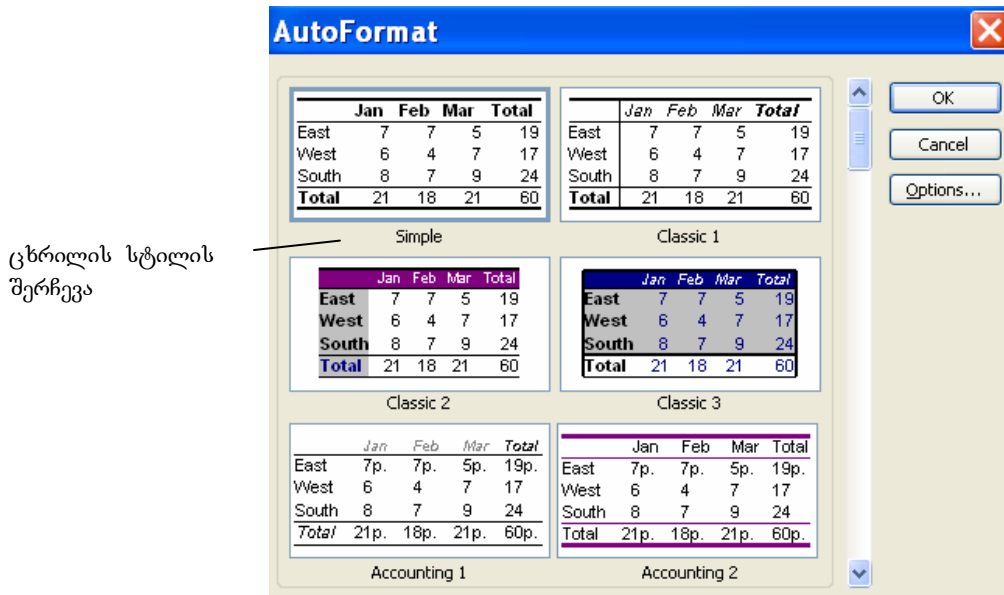 AutoFormat
OK
Cancel
Options...
ცხრილის სტილის
შერჩევა
Jan Feb Mar Total
East 7 7 5 19
West 6 4 7 17
South 8 7 9 24
Total 21 18 21 60
Simple
Jan Feb Mar Total
East 7 7 5 19
West 6 4 7 17
South 8 7 9 24
Total 21 18 21 60
Classic 1
Jan Feb Mar Total
East 7 7 5 19
West 6 4 7 17
South 8 7 9 24
Total 21 18 21 60
Classic 2
Jan Feb Mar Total
East 7 7 5 19
West 6 4 7 17
South 8 7 9 24
Total 21 18 21 60
Classic 3
Jan Feb Mar Total
East 7p. 7p. 5p. 19p.
West 6 4 7 17
South 8 7 9 24
Total 21p. 18p. 21p. 60p.
Accounting 1
Jan Feb Mar Total
East 7p. 7p. 5p. 19p.
West 6 4 7 17
South 8 7 9 24
Total 21p. 18p. 21p. 60p.
Accounting 2